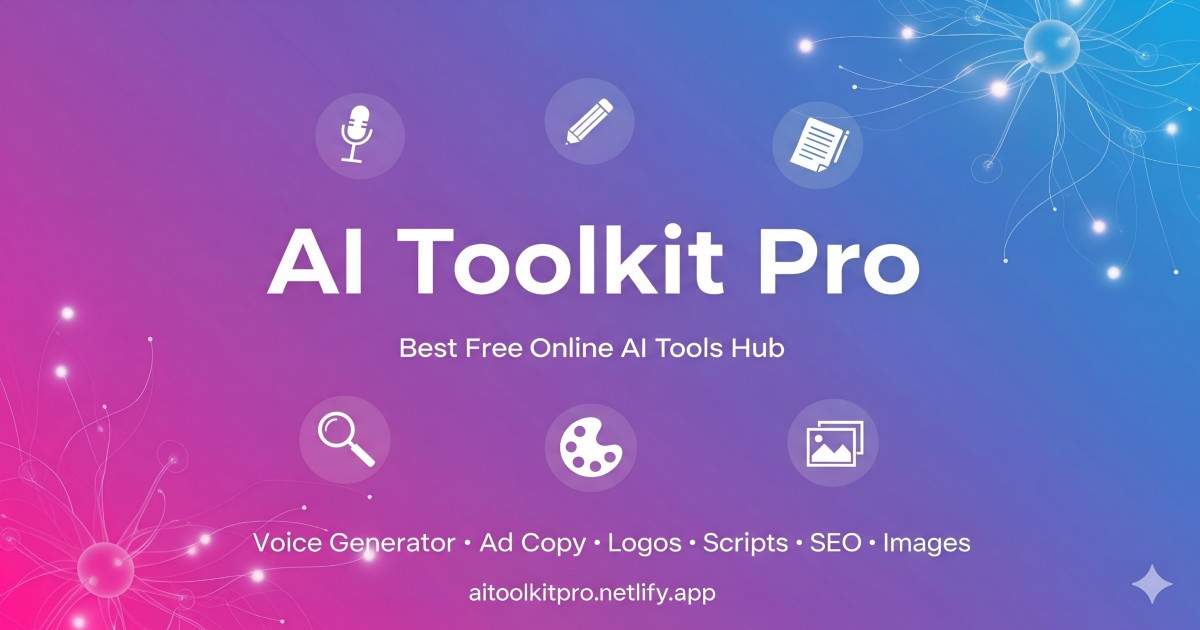 AI Toolkit Pro
Best Free Online AI Tools Hub
Voice Generator • Ad Copy • Logos • Scripts • SEO • Images
aitoolkitpro.netlify.app